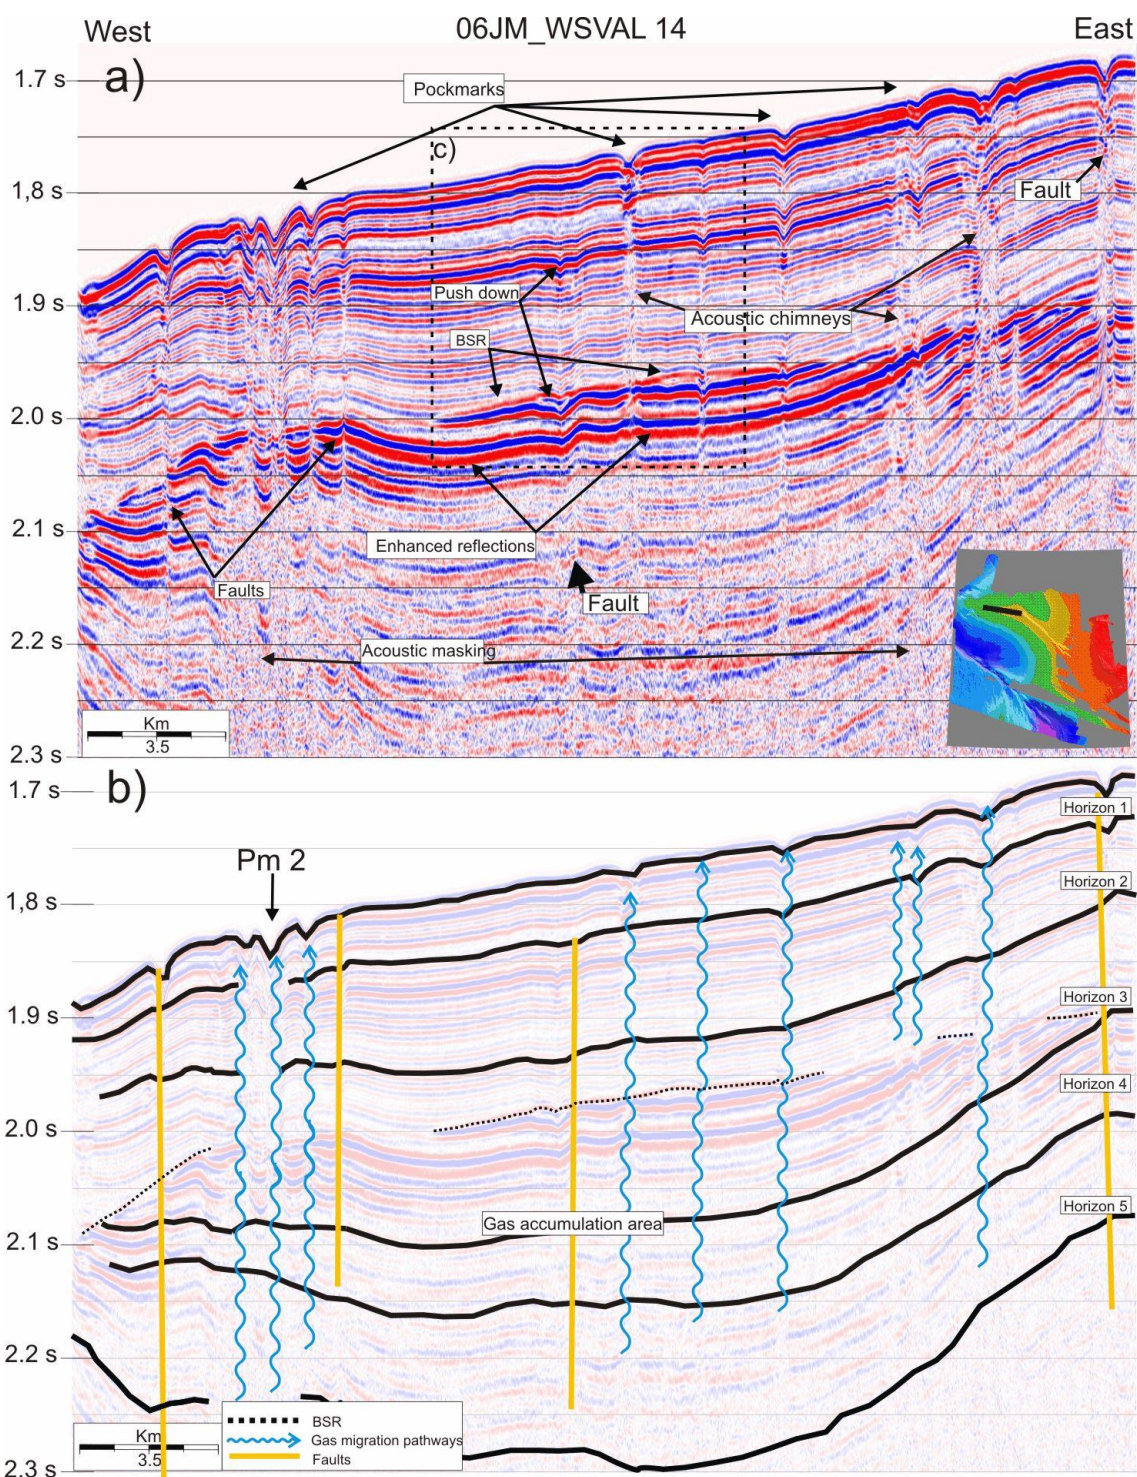 West
06JM_WSVAL 14
East
a)
1.7 s
Pockmarks
c)
1,8 s
Fault
Push down
1.9 s
Acoustic chimneys
BSR
2.0 s
2.1 s
Enhanced reflections
Faults
Fault
2.2 s
Acoustic masking
Km
3.5
2.3 s
b)
1.7 s
Horizon 1
Pm 2
Horizon 2
1,8 s
Horizon 3
1.9 s
Horizon 4
2.0 s
Horizon 5
Gas accumulation area
2.1 s
2.2 s
BSR
Km
Gas migration pathways
3.5
Faults
2.3 s